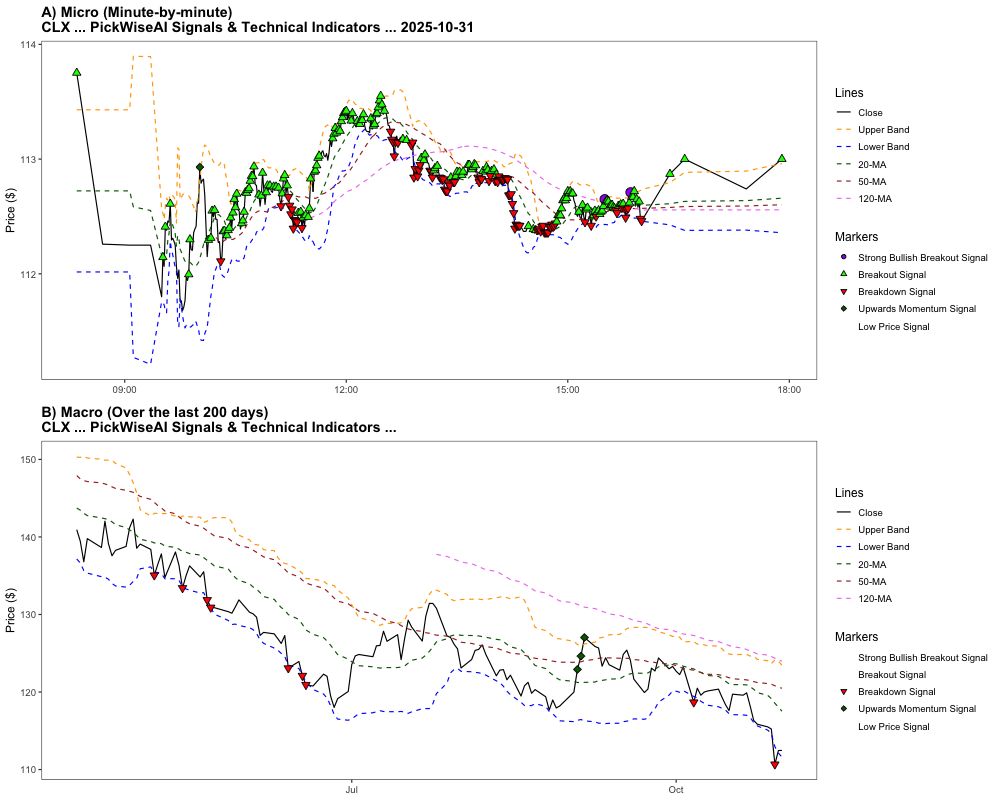 A) Micro (Minute-by-minute)
CLX ... PickWiseAI Signals & Technical Indicators ... 2025-10-31
Price ($)
114
113
112
09:00
12:00
15:00
18:00
Lines
Close
Upper Band
Lower Band
20-MA
50-MA
120-MA
Markers
Strong Bullish Breakout Signal
Breakout Signal
Breakdown Signal
Upwards Momentum Signal
Low Price Signal
B) Macro (Over the last 200 days)
CLX ... PickWiseAI Signals & Technical Indicators ...
Price ($)
150
140
130
120
110
Jul
Oct
Lines
Close
Upper Band
Lower Band
20-MA
50-MA
120-MA
Markers
Strong Bullish Breakout Signal
Breakout Signal
Breakdown Signal
Upwards Momentum Signal
Low Price Signal